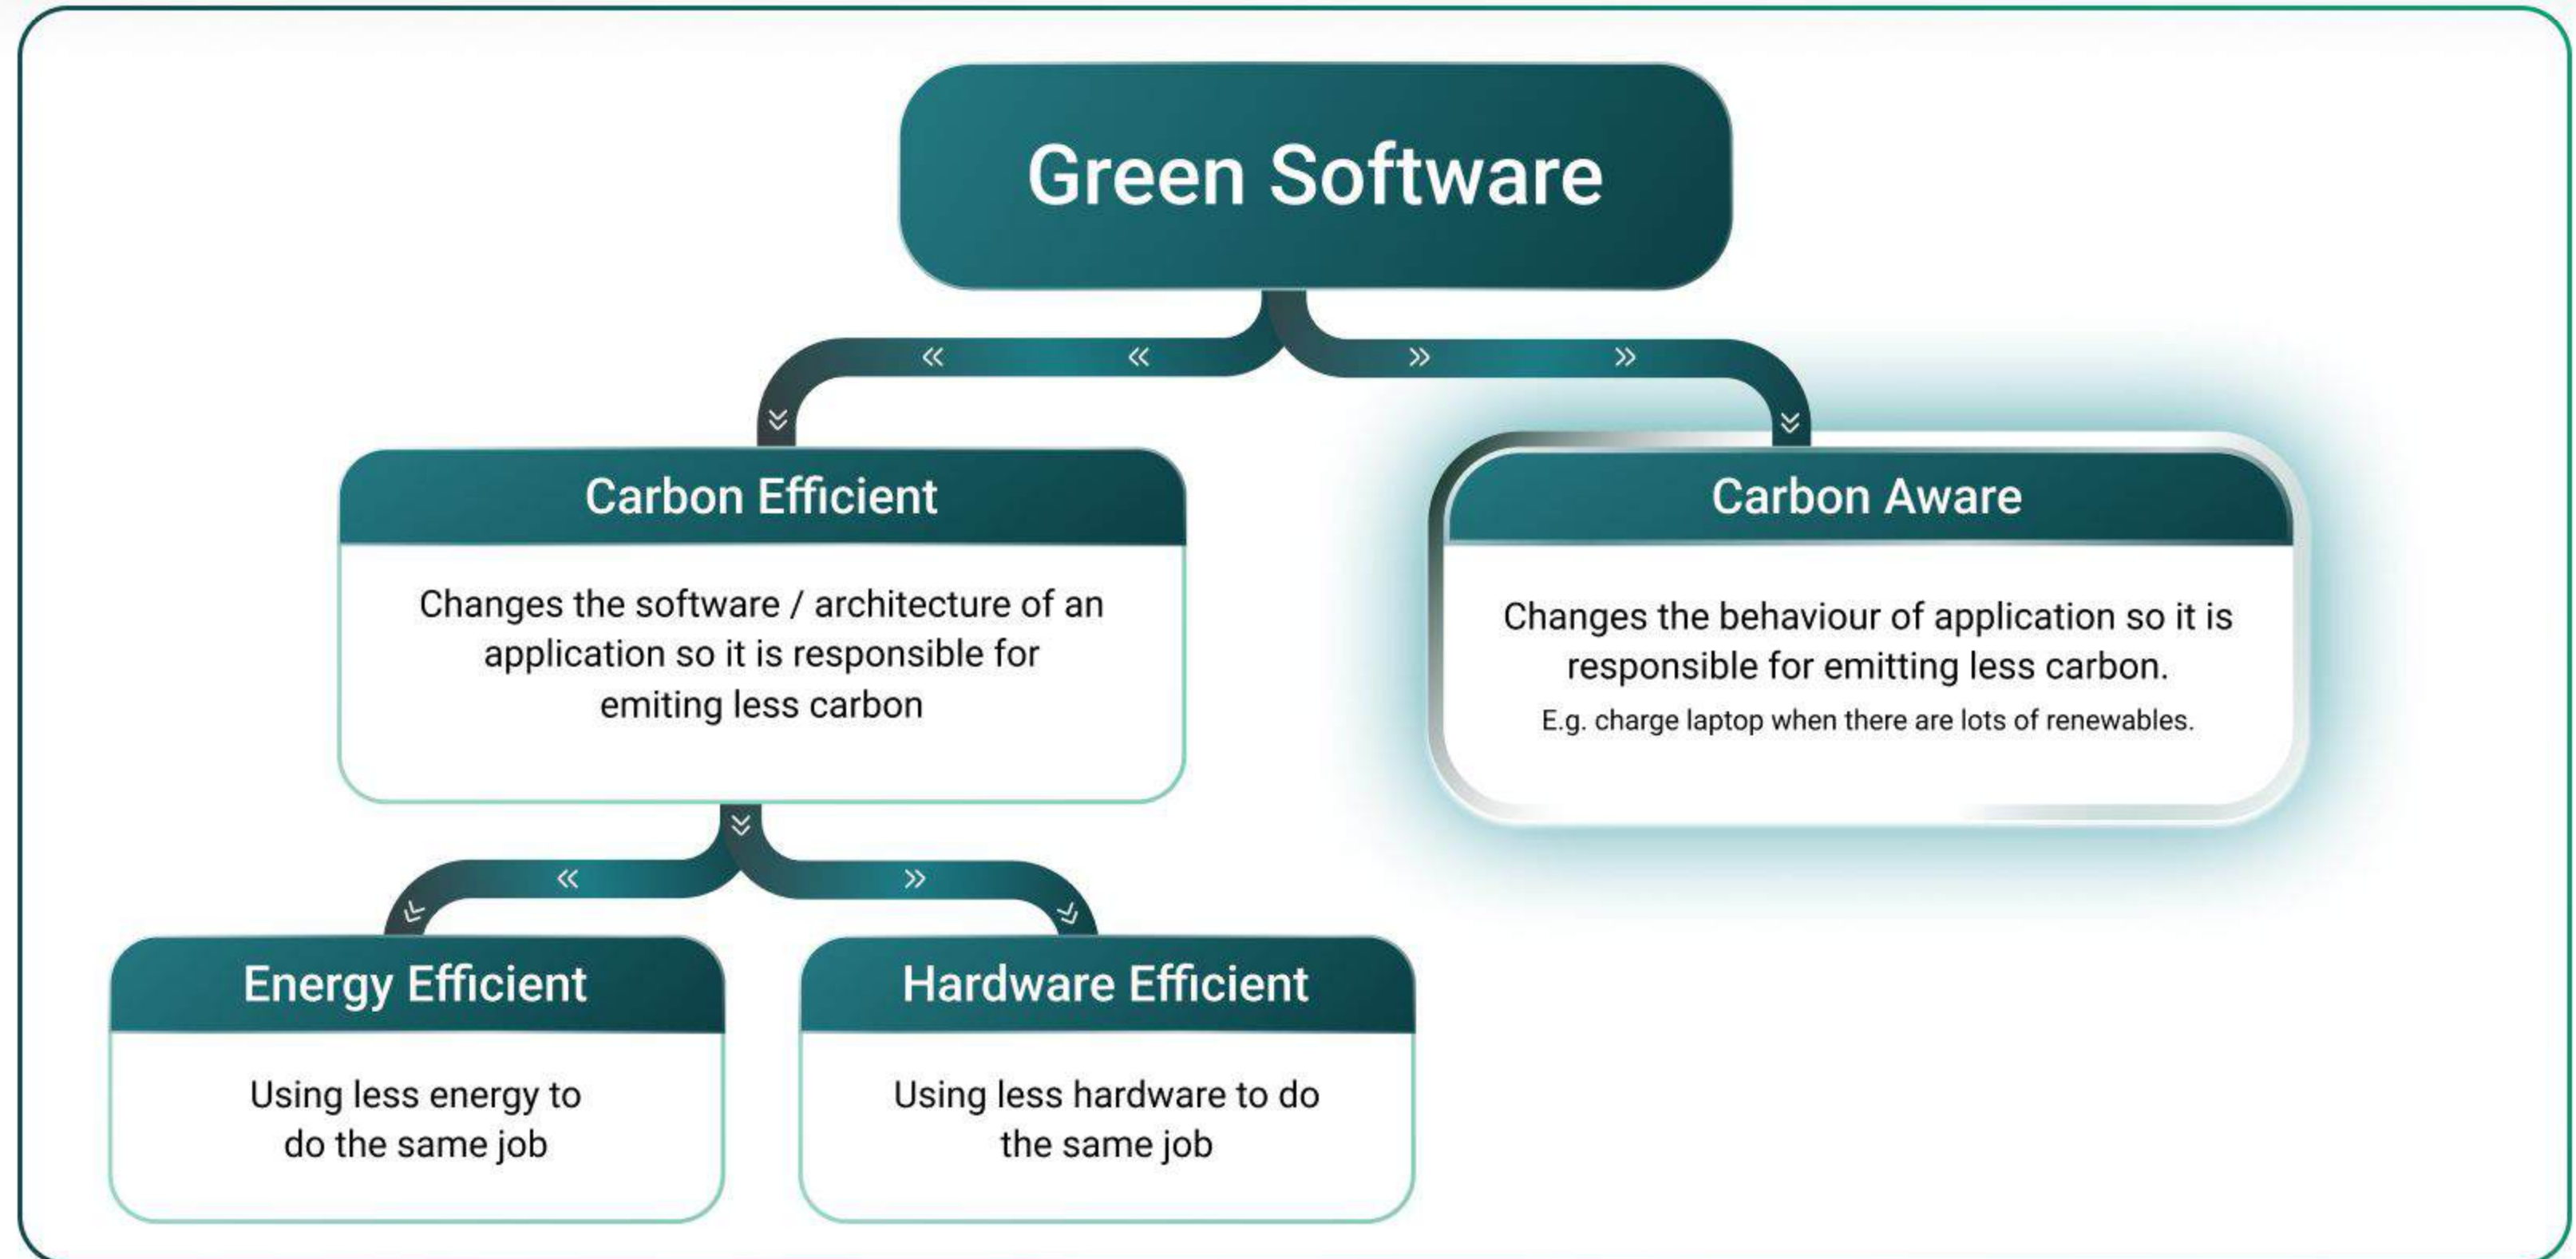 Green Software
Carbon Efficient
Changes the software / architecture of an
application so it is responsible for
emiting less carbon
Carbon Aware
Changes the behaviour of application so it is
responsible for emitting less carbon.
E.g. charge laptop when there are lots of renewables.
Energy Efficient
Using less energy to
do the same job
Hardware Efficient
Using less hardware to do
the same job